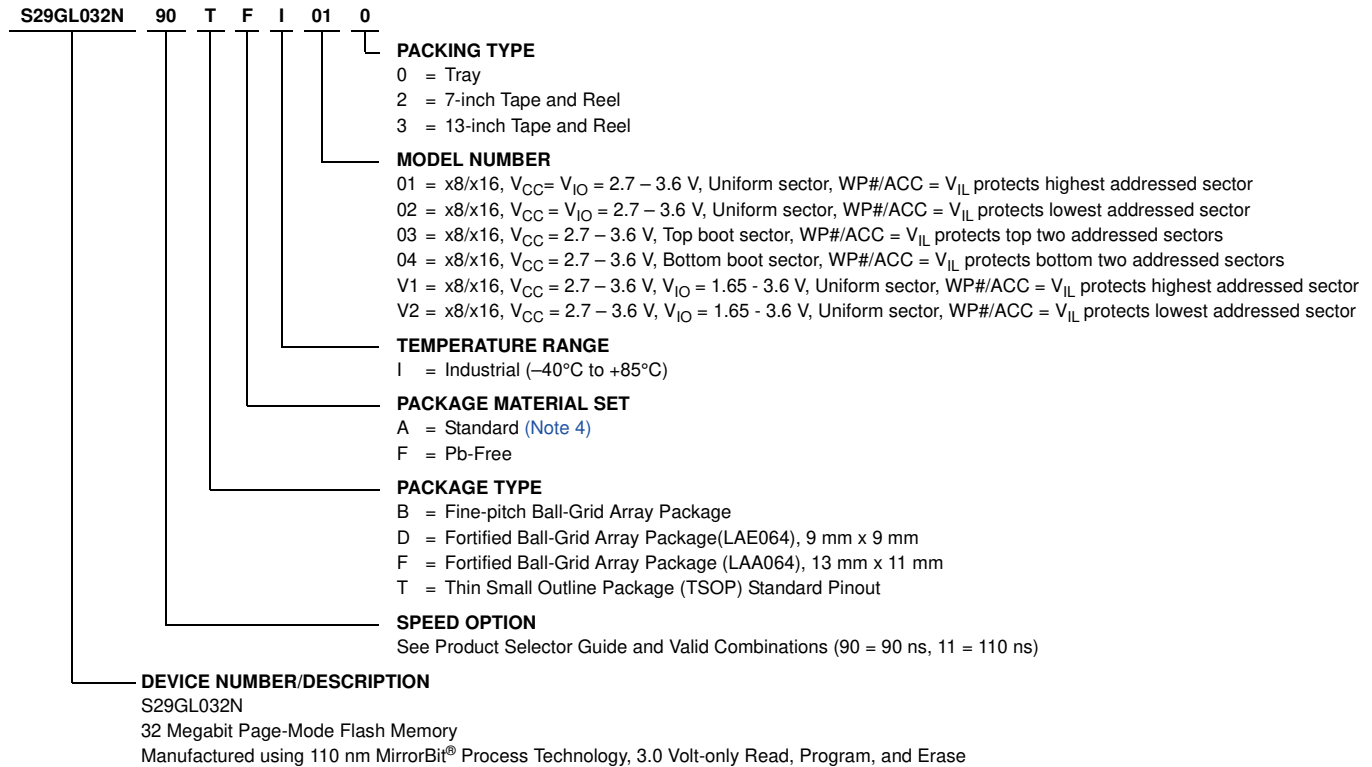 S29GL032N 90 T F I 01 0
PACKING TYPE
0 = Tray
2 = 7-inch Tape and Reel
3 = 13-inch Tape and Reel
MODEL NUMBER
01 = x8/x16, VCC= VIO = 2.7 – 3.6 V, Uniform sector, WP#/ACC = VIL protects highest addressed sector
02 = x8/x16, VCC = VIO = 2.7 – 3.6 V, Uniform sector, WP#/ACC = VIL protects lowest addressed sector
03 = x8/x16, VCC = 2.7 – 3.6 V, Top boot sector, WP#/ACC = VIL protects top two addressed sectors
04 = x8/x16, VCC = 2.7 – 3.6 V, Bottom boot sector, WP#/ACC = VIL protects bottom two addressed sectors
V1 = x8/x16, VCC = 2.7 – 3.6 V, VIO = 1.65 - 3.6 V, Uniform sector, WP#/ACC = VIL protects highest addressed sector
V2 = x8/x16, VCC = 2.7 – 3.6 V, VIO = 1.65 - 3.6 V, Uniform sector, WP#/ACC = VIL protects lowest addressed sector
TEMPERATURE RANGE
I = Industrial (–40°C to +85°C)
PACKAGE MATERIAL SET
A = Standard (Note 4)
F = Pb-Free
PACKAGE TYPE
B = Fine-pitch Ball-Grid Array Package
D = Fortified Ball-Grid Array Package(LAE064), 9 mm x 9 mm
F = Fortified Ball-Grid Array Package (LAA064), 13 mm x 11 mm
T = Thin Small Outline Package (TSOP) Standard Pinout
SPEED OPTION
See Product Selector Guide and Valid Combinations (90 = 90 ns, 11 = 110 ns)
DEVICE NUMBER/DESCRIPTION
S29GL032N
32 Megabit Page-Mode Flash Memory
Manufactured using 110 nm MirrorBit® Process Technology, 3.0 Volt-only Read, Program, and Erase